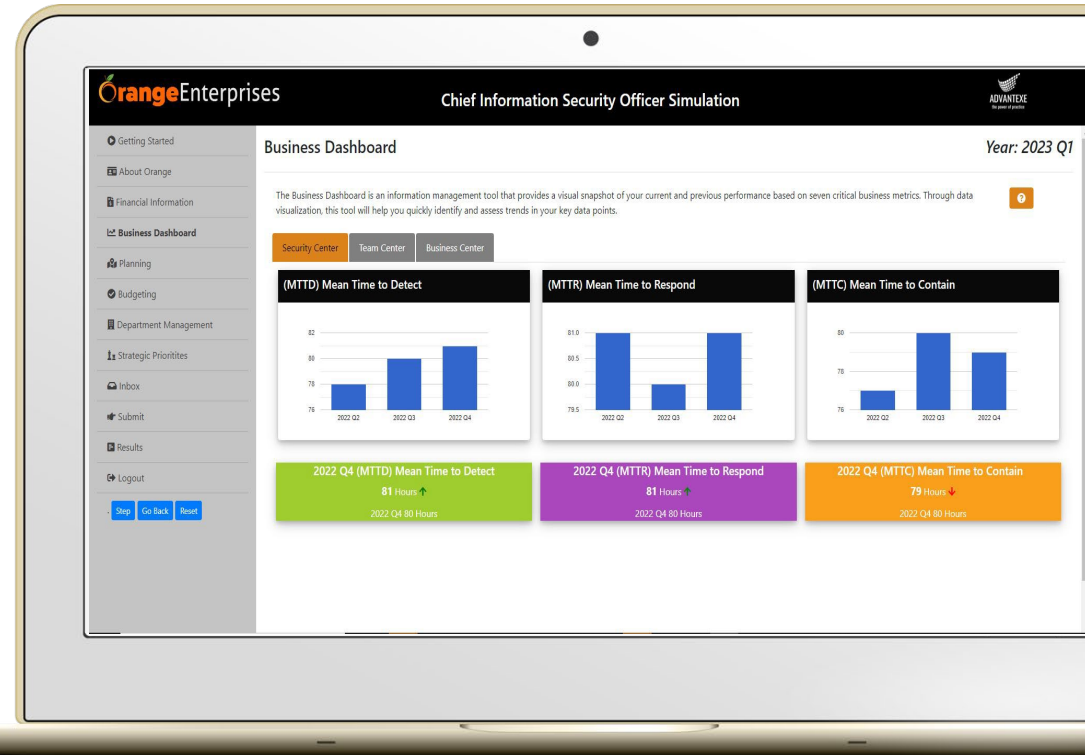 OrangeEnterprises
Chief Information Security Officer Simulation
ADVANTEXE
the power of practice
Getting Started
About Orange
Financial Information
Business Dashboard
Planning
Budgeting
Department Management
Strategic Prioritites
Inbox
Submit
Results
Logout
. Step Go Back Reset
Business Dashboard
Year: 2023 Q1
The Business Dashboard is an information management tool that provides a visual snapshot of your current and previous performance based on seven critical business metrics. Through data
visualization, this tool will help you quickly identify and assess trends in your key data points.
?
Security Center Team Center Business Center
(MTTD) Mean Time to Detect
82
80
78
76
2022 Q2 2022 Q3 2022 Q4
(MTTR) Mean Time to Respond
81.0
80.5
80.0
79.5
2022 Q2 2022 Q3 2022 Q4
(MTTC) Mean Time to Contain
80
78
76
2022 Q2 2022 Q3 2022 Q4
2022 Q4 (MTTD) Mean Time to Detect
81 Hours ↑
2022 Q4 80 Hours
2022 Q4 (MTTR) Mean Time to Respond
81 Hours ↑
2022 Q4 80 Hours
2022 Q4 (MTTC) Mean Time to Contain
79 Hours ↓
2022 Q4 80 Hours